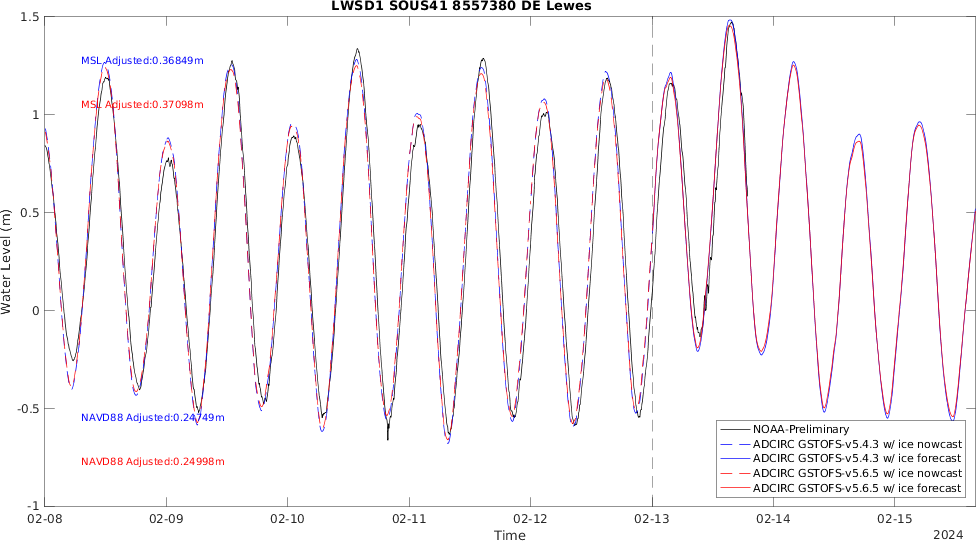 LWSD1 SOUS41 8557380 DE Lewes
1.5
1
0.5
0
-0.5
-1
Water Level (m)
MSL Adjusted:0.36849m
MSL Adjusted:0.37098m
NAVD88 Adjusted:0.24749m
NAVD88 Adjusted:0.24998m
NOAA-Preliminary
ADCIRC GSTOFS-v5.4.3 w/ ice nowcast
ADCIRC GSTOFS-v5.4.3 w/ ice forecast
ADCIRC GSTOFS-v5.6.5 w/ ice nowcast
ADCIRC GSTOFS-v5.6.5 w/ ice forecast
02-08 02-09 02-10 02-11 02-12 02-13 02-14 02-15
Time
2024